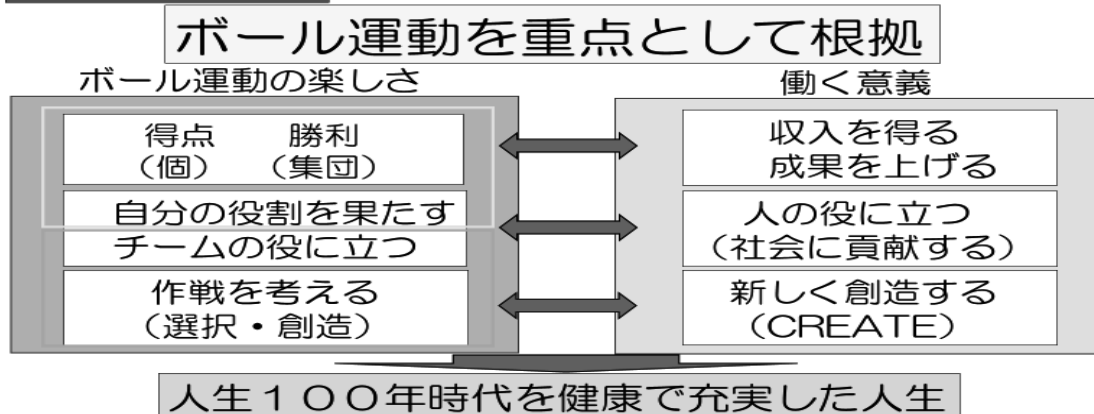 ボール運動を重点として根拠
ボール運動の楽しさ
働く意義
得点 勝利
(個) (集団)
自分の役割を果たす
チームの役に立つ
作戦を考える
(選択・創造)
収入を得る
成果を上げる
人の役に立つ
(社会に貢献する)
新しく創造する
(CREATE)
人生100年時代を健康で充実した人生